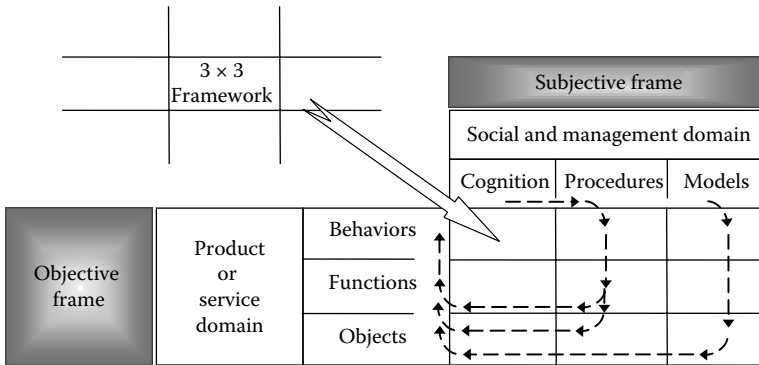 3 × 3
Framework
Subjective frame
Social and management domain
Cognition
Procedures
Models
Objective
frame
Product
or
service
domain
Behaviors
Functions
Objects